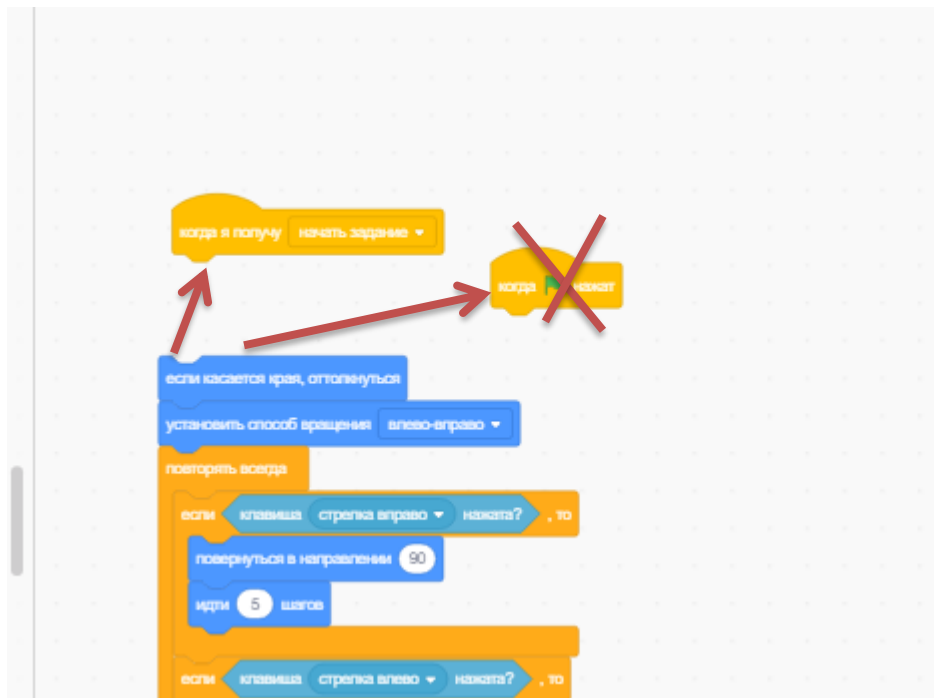 когда я получу начать задание
когда нажат
если касается края, оттолкнуться
установить способ вращения влево-вправо
повторять всегда
если клавиша стрелка вправо нажата? , то
повернуться в направлении 90
идти 5 шагов
если клавиша стрелка влево нажата? , то